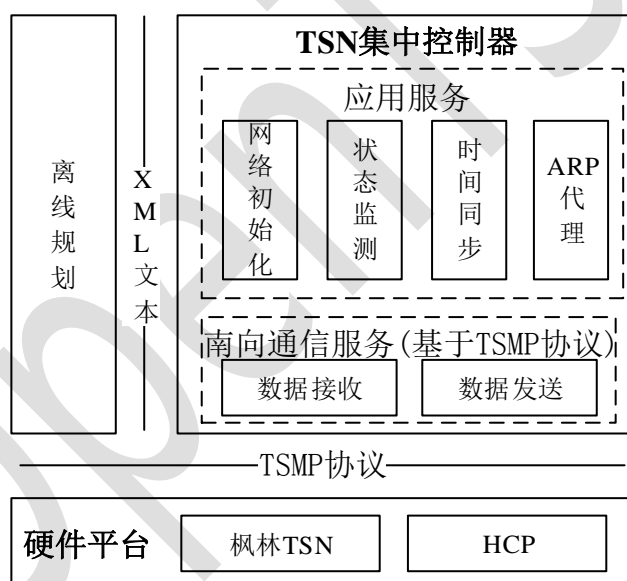 TSN集中控制器
应用服务
网络初始化
状态监测
时间同步
ARP代理
离线规划
XML文本
南向通信服务(基于TSMP协议)
数据接收
数据发送
TSMP协议
硬件平台
枫林TSN
HCP